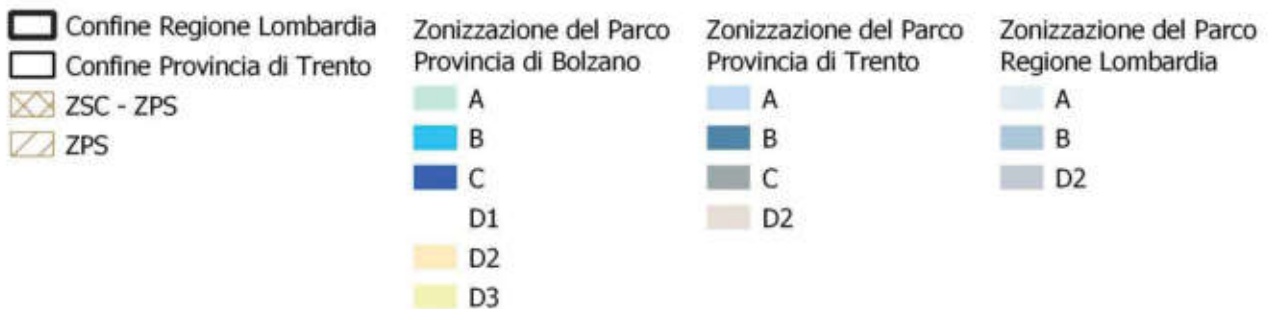 Confine Regione Lombardia
Confine Provincia di Trento
ZSC - ZPS
ZPS
Zonizzazione del Parco
Provincia di Bolzano
A
B
C
D1
D2
D3
Zonizzazione del Parco
Provincia di Trento
A
B
C
D2
Zonizzazione del Parco
Regione Lombardia
A
B
D2